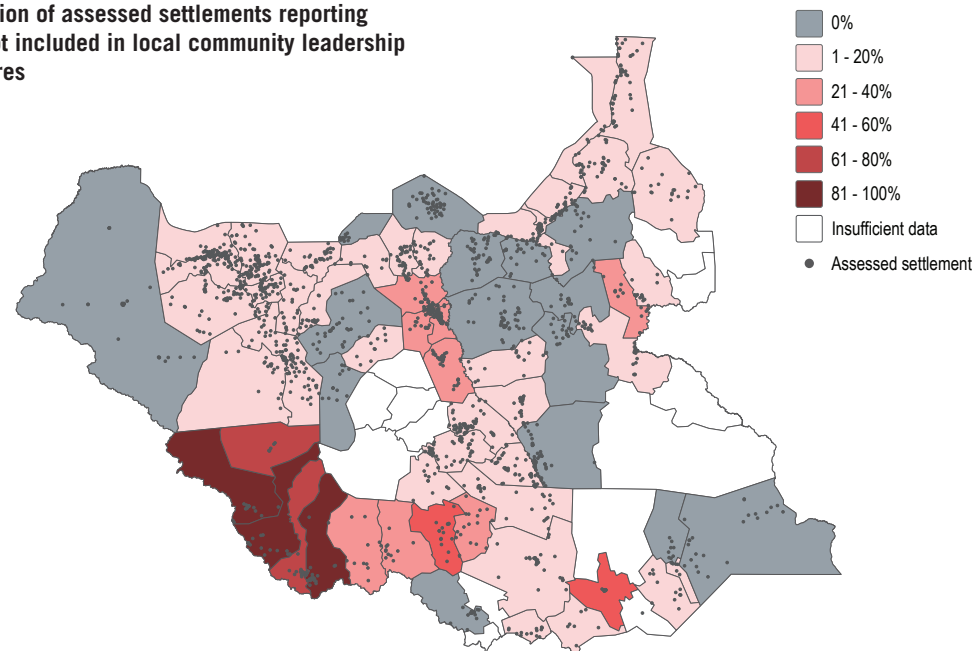 ion of assessed settlements reporting
ot included in local community leadership
res
0%
1 - 20%
21 - 40%
41 - 60%
61 - 80%
81 - 100%
Insufficient data
Assessed settlement